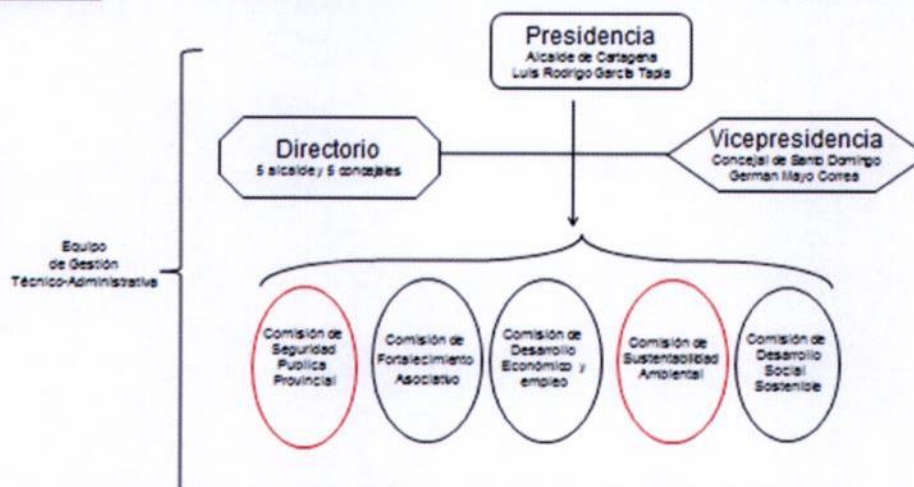 Presidencia
Alcalde de Cartagena
Luis Rodrigo García Tapia
Directorio
5 alcalde y 5 concejales
Vicepresidencia
Concejal de Santo Domingo
German Mayo Correa
Equipo
de Gestión
Técnico-Administrativa
Comisión de
Seguridad
Publica
Provincial
Comisión de
Fortalecimiento
Asociativo
Comisión de
Desarrollo
Económico y
empleo
Comisión de
Sustentabilidad
Ambiental
Comisión de
Desarrollo
Social
Sostenible